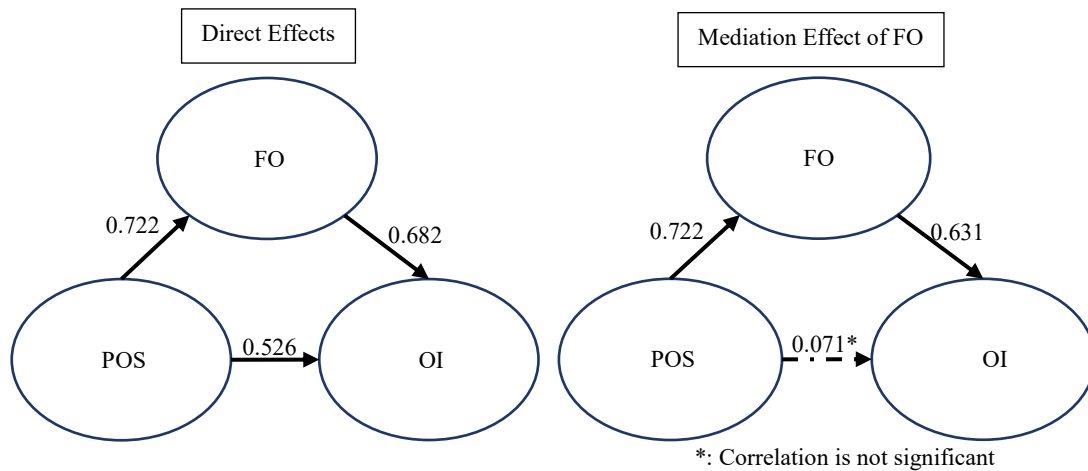 Direct Effects
FO
0.722
0.682
POS
0.526
OI
Mediation Effect of FO
FO
0.722
0.631
POS
0.071*
OI
*: Correlation is not significant